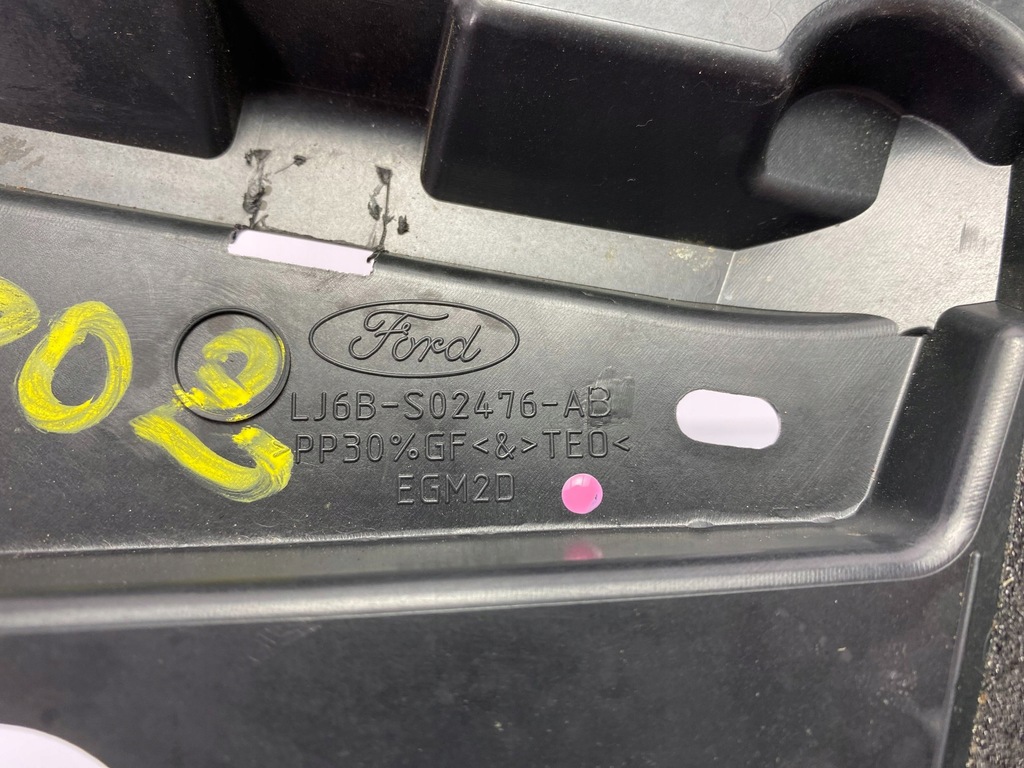 Ford
LJ6B-S02476-AB
PP30%GF<&>TEO<
EGM2D